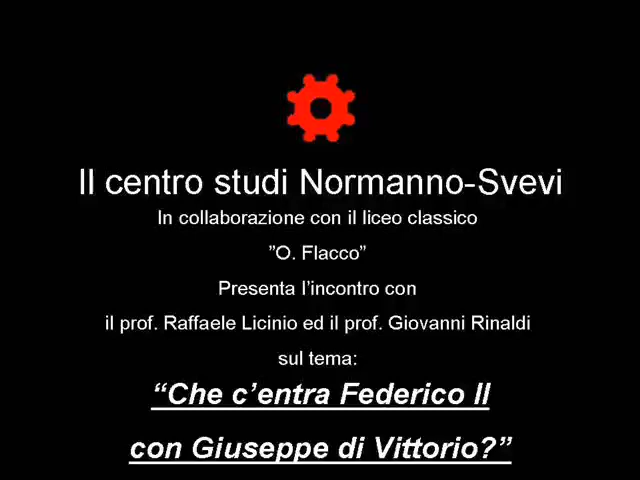 Il centro studi Normanno-Svevi
In collaborazione con il liceo classico
”O. Flacco”
Presenta l’incontro con
il prof. Raffaele Licinio ed il prof. Giovanni Rinaldi
sul tema:
“Che c’entra Federico II
con Giuseppe di Vittorio?”